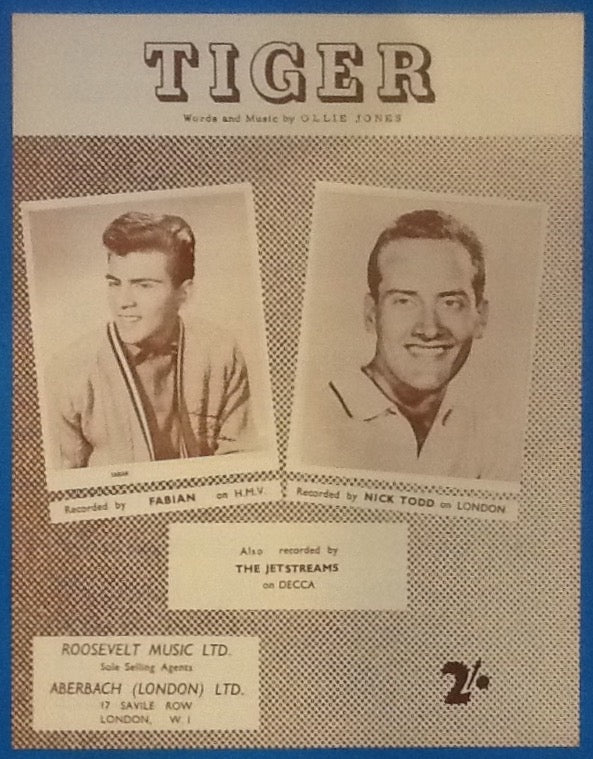 TIGER
Words and Music by OLLIE JONES
FABIAN
Recorded by FABIAN on H.M.V.
Recorded by NICK TODD on LONDON
Also recorded by
THE JETSTREAMS
on DECCA
ROOSEVELT MUSIC LTD.
Sole Selling Agents
ABERBACH (LONDON) LTD.
17 SAVILE ROW
LONDON, W.1
2/-